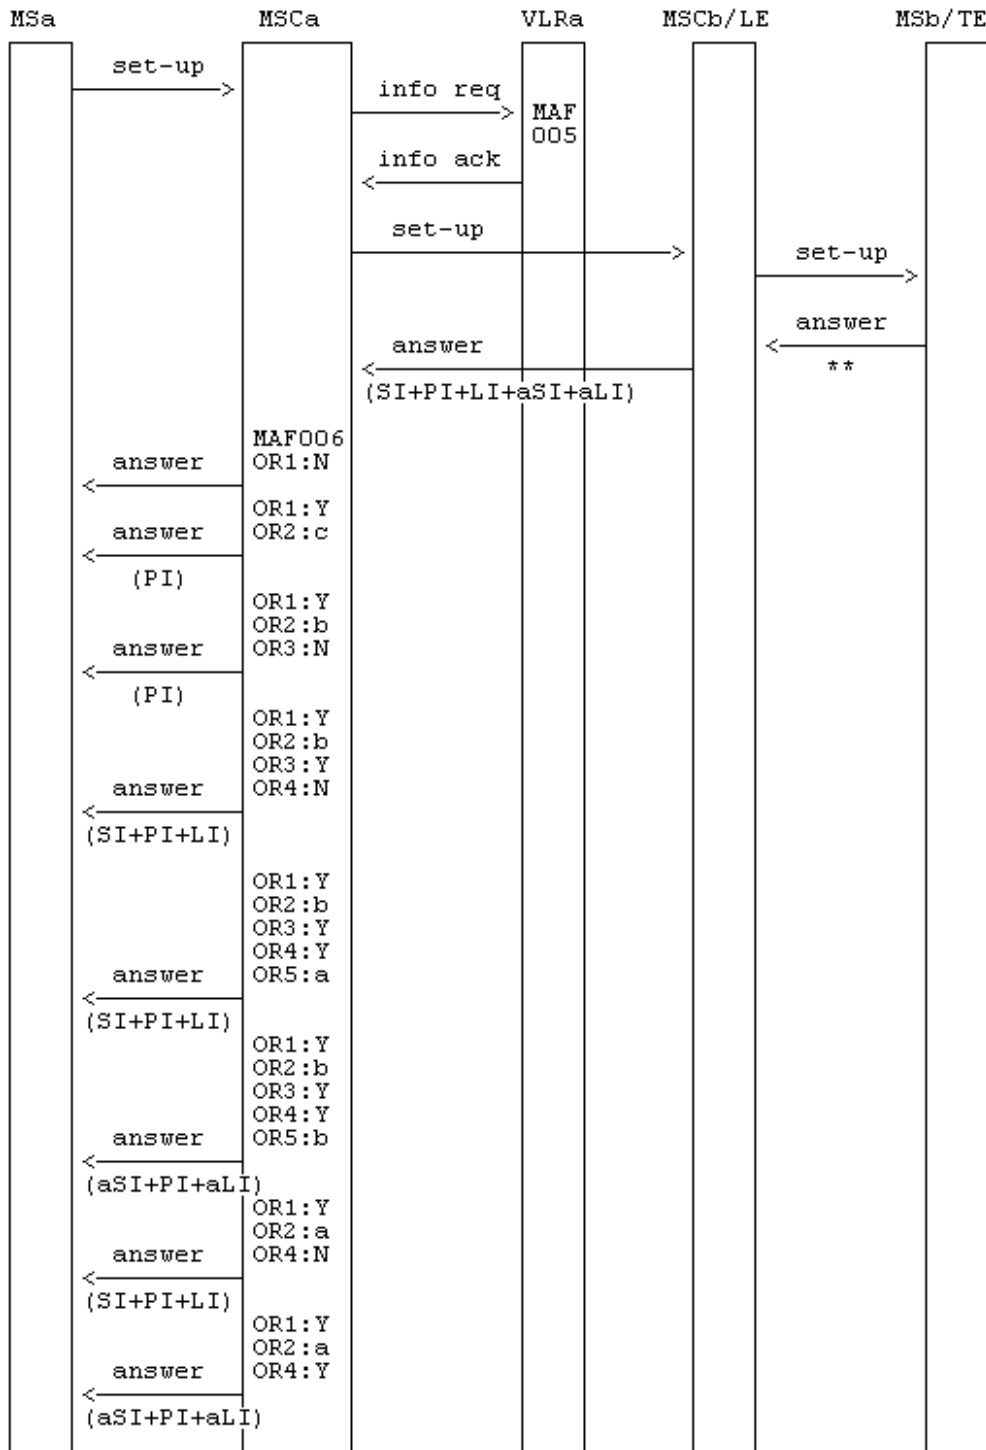 MSa MSCa VLRa MSCb/LE MSb/TE
set-up
info req
MAF
005
info ack
set-up
set-up
answer
**
answer
(SI+PI+LI+aSI+aLI)
MAF006
answer OR1:N
OR1:Y
answer OR2:c
(PI)
OR1:Y
OR2:b
answer OR3:N
(PI)
OR1:Y
OR2:b
OR3:Y
answer OR4:N
(SI+PI+LI)
OR1:Y
OR2:b
OR3:Y
OR4:Y
answer OR5:a
(SI+PI+LI)
OR1:Y
OR2:b
OR3:Y
OR4:Y
answer OR5:b
(aSI+PI+aLI)
OR1:Y
OR2:a
answer OR4:N
(SI+PI+LI)
OR1:Y
OR2:a
answer OR4:Y
(aSI+PI+aLI)